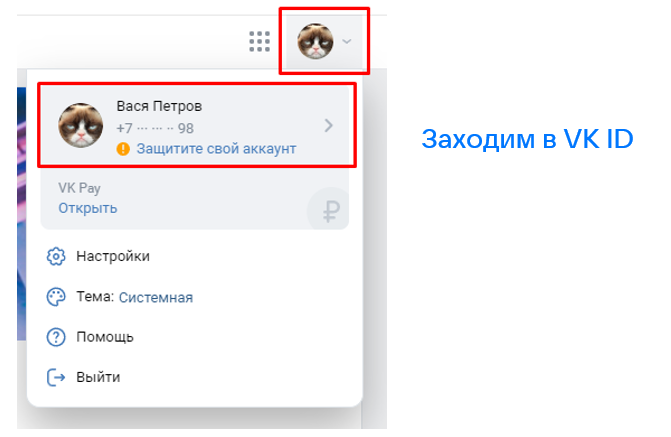 Вася Петров
+7 ··· ··· ·· 98
Защитите свой аккаунт
Заходим в VK ID
VK Pay
Открыть
₽
Настройки
Тема: Системная
Помощь
Выйти